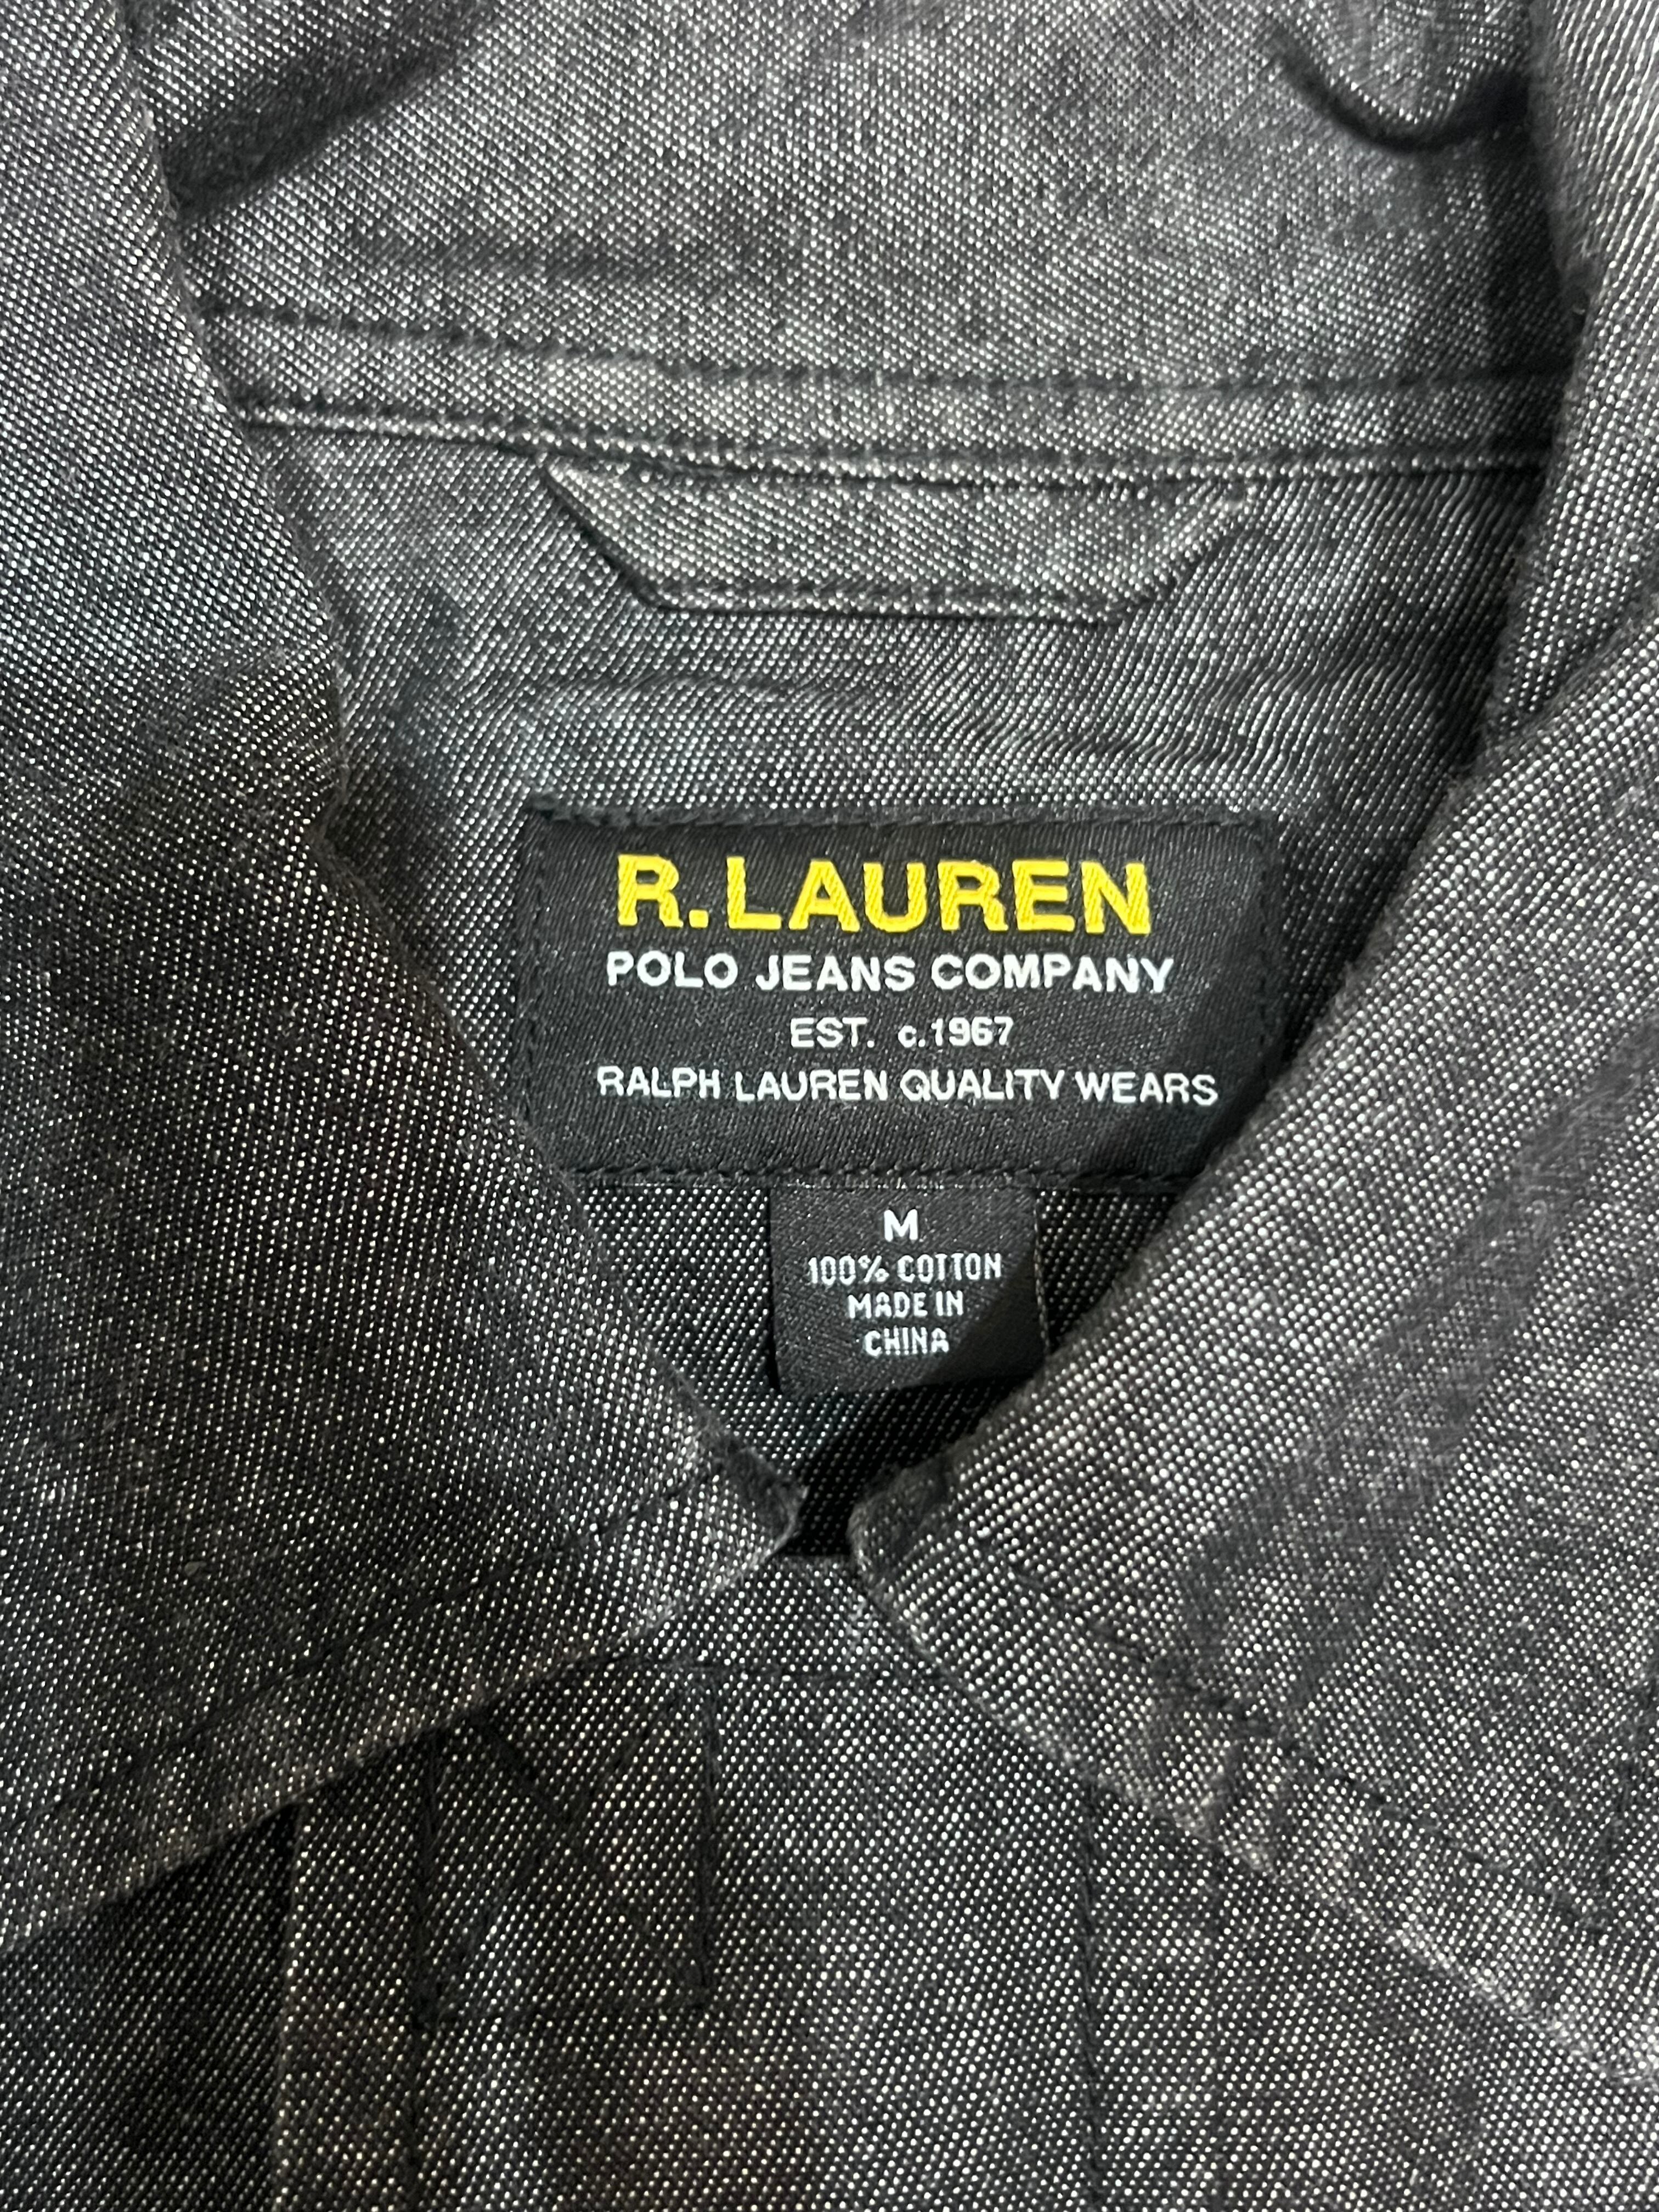 R. LAUREN
POLO JEANS COMPANY
EST. c.1967
RALPH LAUREN QUALITY WEARS
M
100% COTTON
MADE IN
CHINA